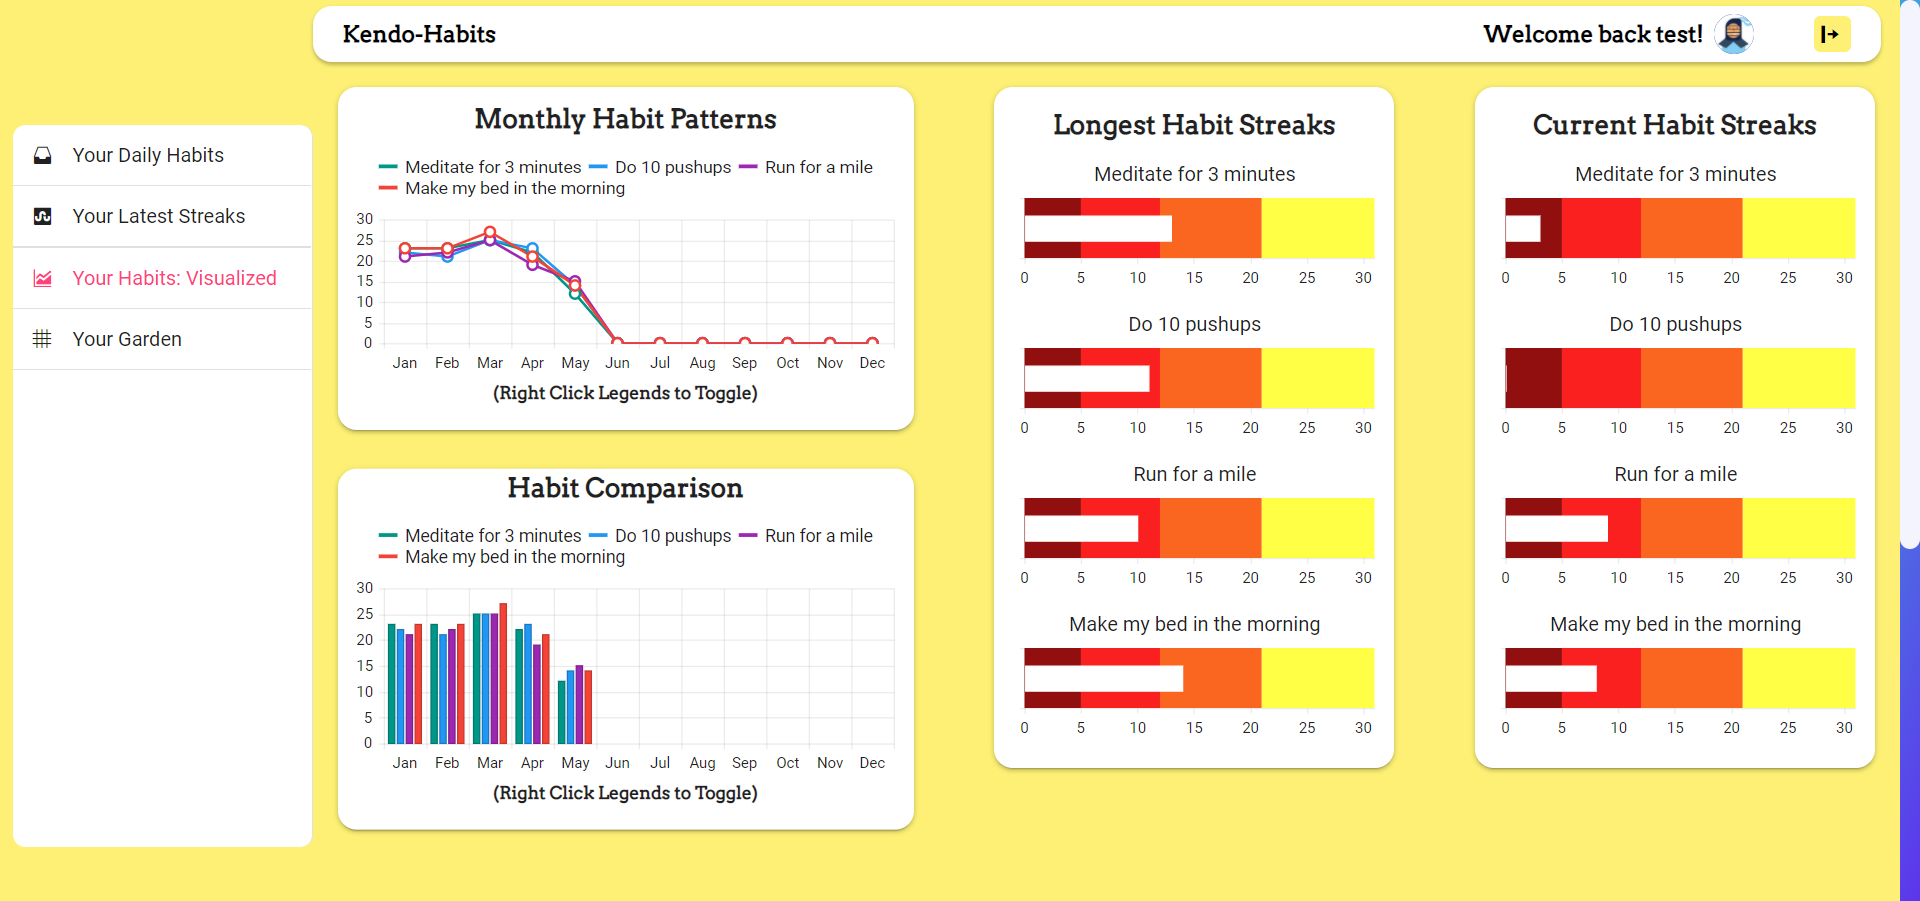 Kendo-Habits
Welcome back test!
Your Daily Habits
Your Latest Streaks
Your Habits: Visualized
Your Garden
Monthly Habit Patterns
Meditate for 3 minutes Do 10 pushups Run for a mile
Make my bed in the morning
30
25
20
15
10
5
0
Jan Feb Mar Apr May Jun Jul Aug Sep Oct Nov Dec
(Right Click Legends to Toggle)
Habit Comparison
Meditate for 3 minutes Do 10 pushups Run for a mile
Make my bed in the morning
30
25
20
15
10
5
0
Jan Feb Mar Apr May Jun Jul Aug Sep Oct Nov Dec
(Right Click Legends to Toggle)
Longest Habit Streaks
Meditate for 3 minutes
0 5 10 15 20 25 30
Do 10 pushups
0 5 10 15 20 25 30
Run for a mile
0 5 10 15 20 25 30
Make my bed in the morning
0 5 10 15 20 25 30
Current Habit Streaks
Meditate for 3 minutes
0 5 10 15 20 25 30
Do 10 pushups
0 5 10 15 20 25 30
Run for a mile
0 5 10 15 20 25 30
Make my bed in the morning
0 5 10 15 20 25 30